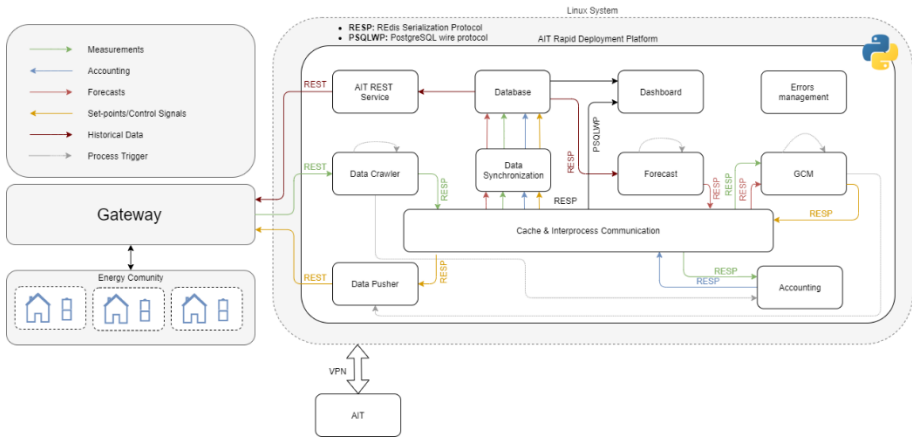 Linux System
RESP: REdis Serialization Protocol
PSQLWP: PostgreSQL wire protocol
AIT Rapid Deployment Platform
Measurements
Accounting
Forecasts
Set-points/Control Signals
Historical Data
Process Trigger
REST
AIT REST
Service
Database
Dashboard
Errors
management
PSQLWP
RESP
REST
Data Crawler
RESP
Data
Synchronization
RESP
Forecast
RESP
RESP
RESP
GCM
RESP
Gateway
Cache & Interprocess Communication
Energy Comunity
REST
Data Pusher
RESP
RESP
RESP
Accounting
VPN
AIT